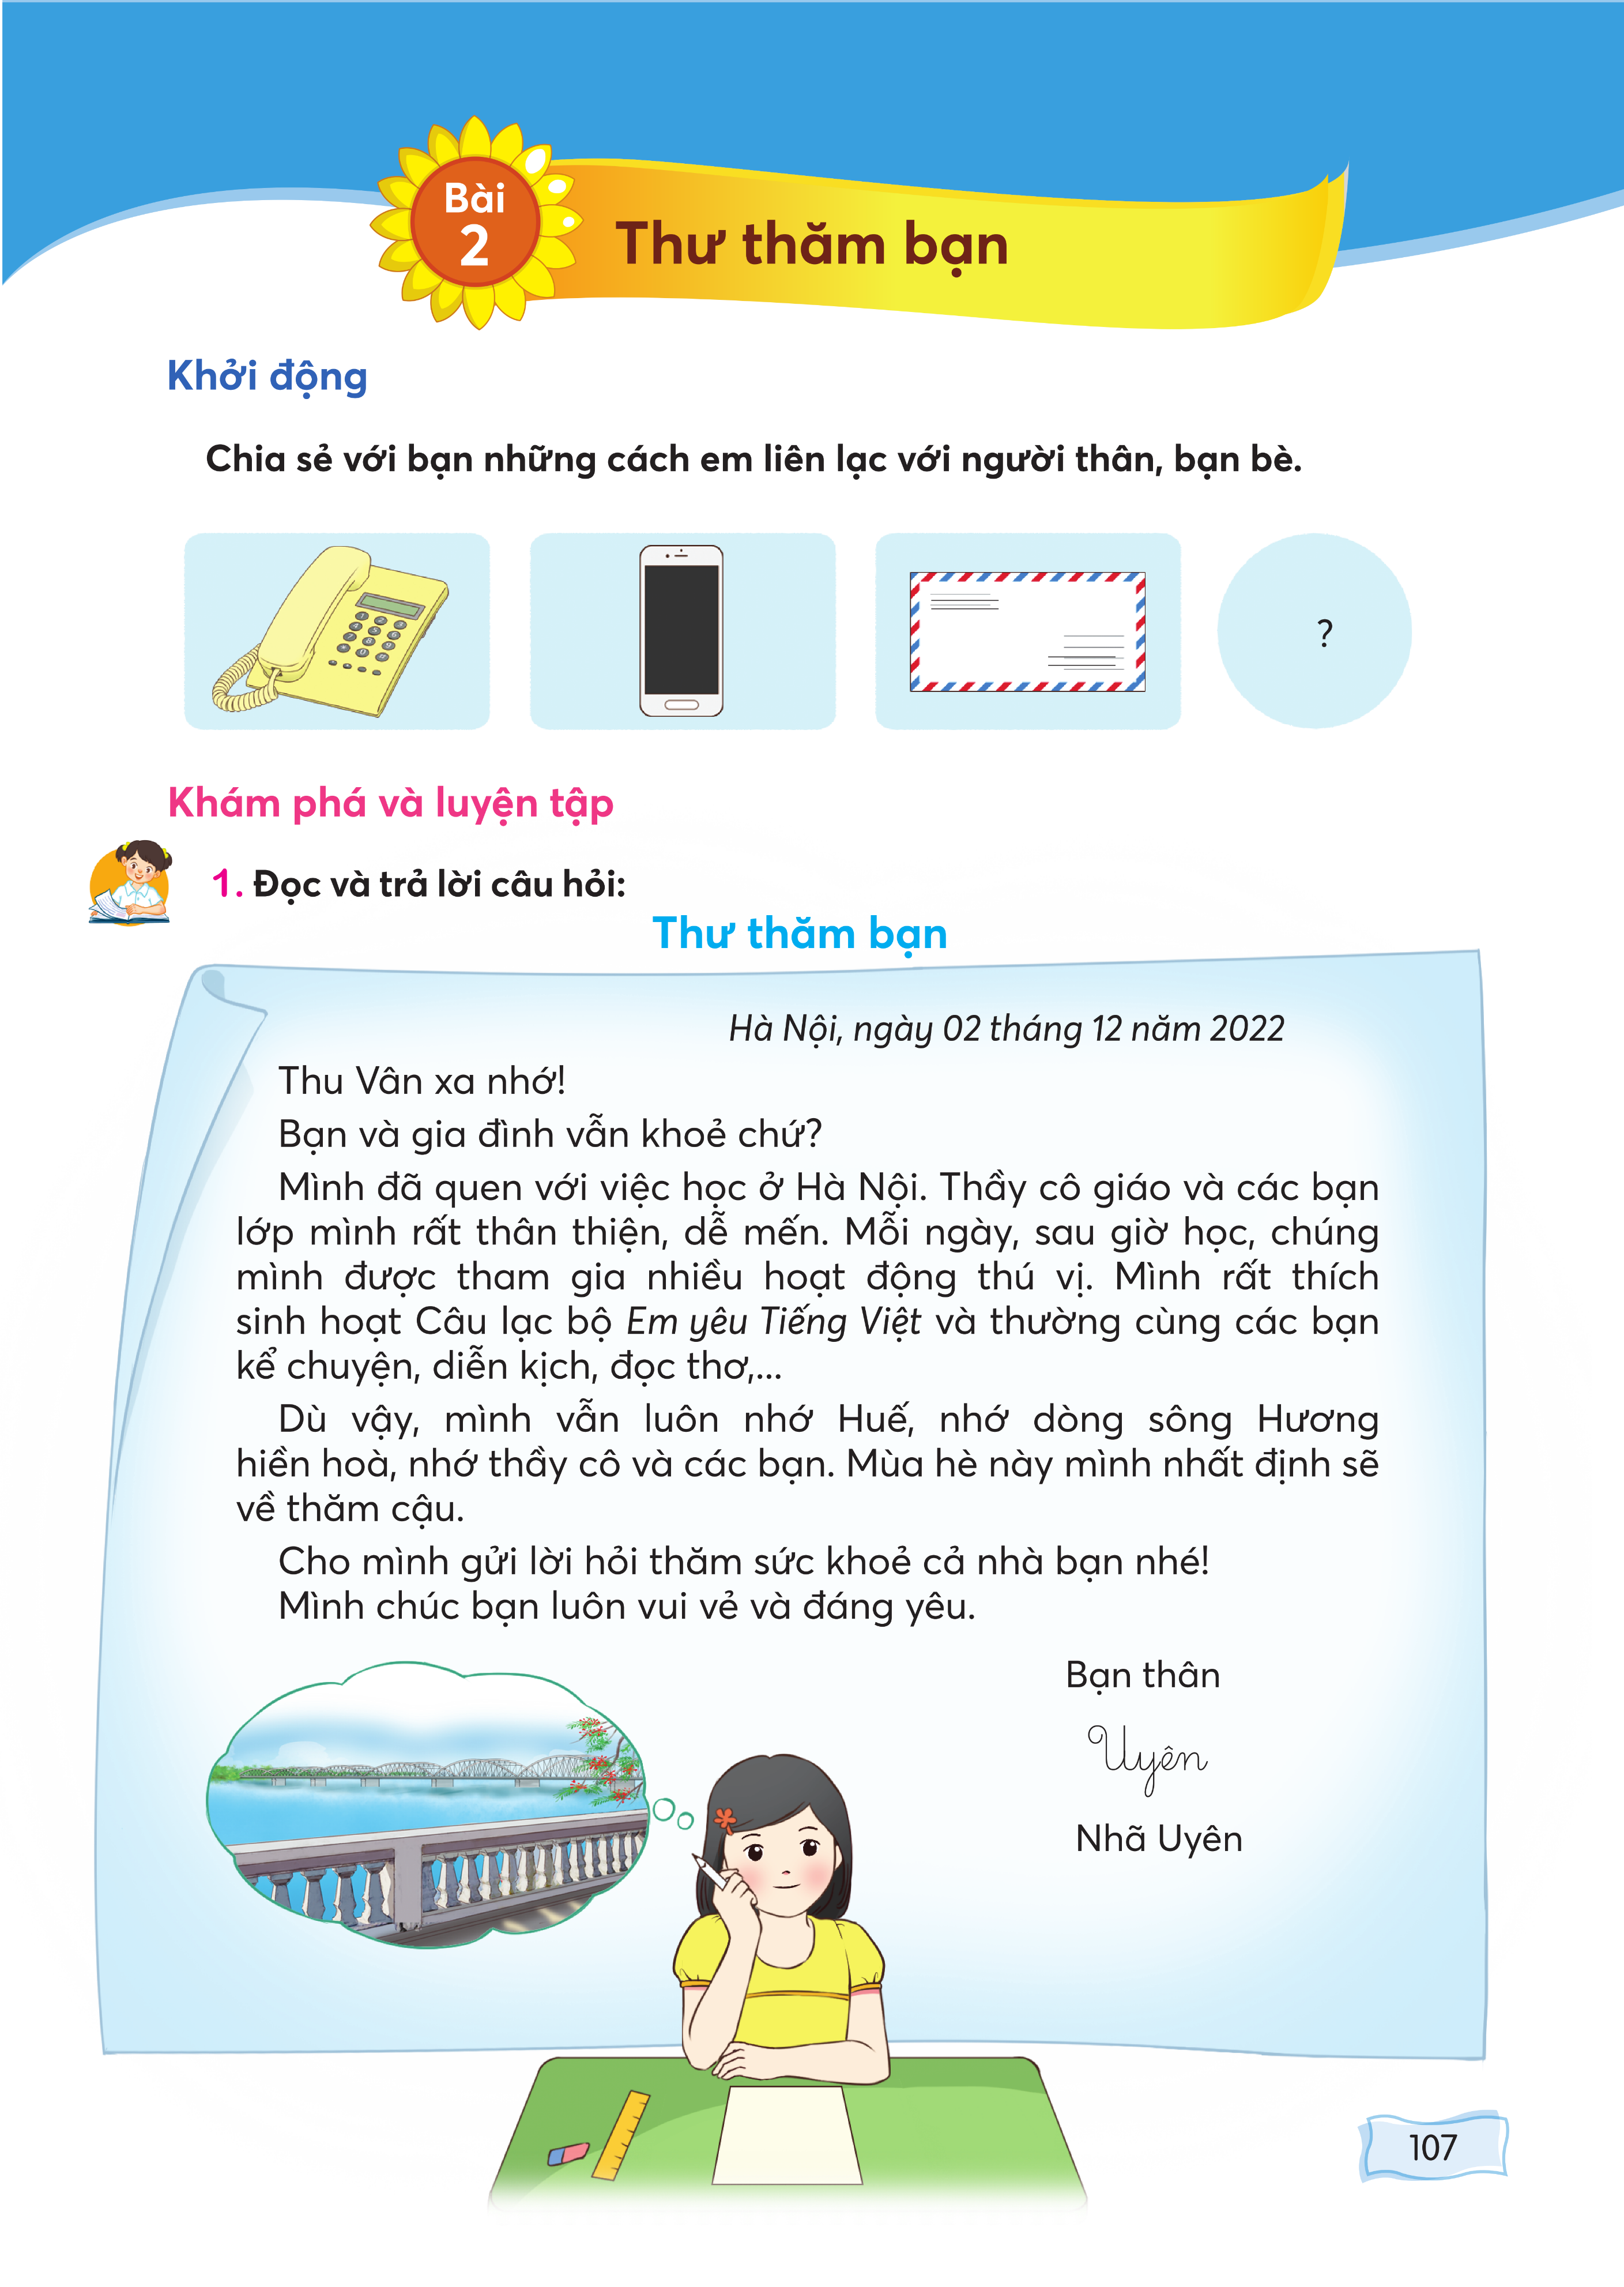 Bài
2
Thư thăm bạn
Khởi động
Chia sẻ với bạn những cách em liên lạc với người thân, bạn bè.
?
Khám phá và luyện tập
1. Đọc và trả lời câu hỏi:
Thư thăm bạn
Hà Nội, ngày 02 tháng 12 năm 2022
Thu Vân xa nhớ!
Bạn và gia đình vẫn khoẻ chứ?
Mình đã quen với việc học ở Hà Nội. Thầy cô giáo và các bạn
lớp mình rất thân thiện, dễ mến. Mỗi ngày, sau giờ học, chúng
mình được tham gia nhiều hoạt động thú vị. Mình rất thích
sinh hoạt Câu lạc bộ Em yêu Tiếng Việt và thường cùng các bạn
kể chuyện, diễn kịch, đọc thơ,...
Dù vậy, mình vẫn luôn nhớ Huế, nhớ dòng sông Hương
hiền hoà, nhớ thầy cô và các bạn. Mùa hè này mình nhất định sẽ
về thăm cậu.
Cho mình gửi lời hỏi thăm sức khoẻ cả nhà bạn nhé!
Mình chúc bạn luôn vui vẻ và đáng yêu.
Bạn thân
Uyên
Nhã Uyên
107